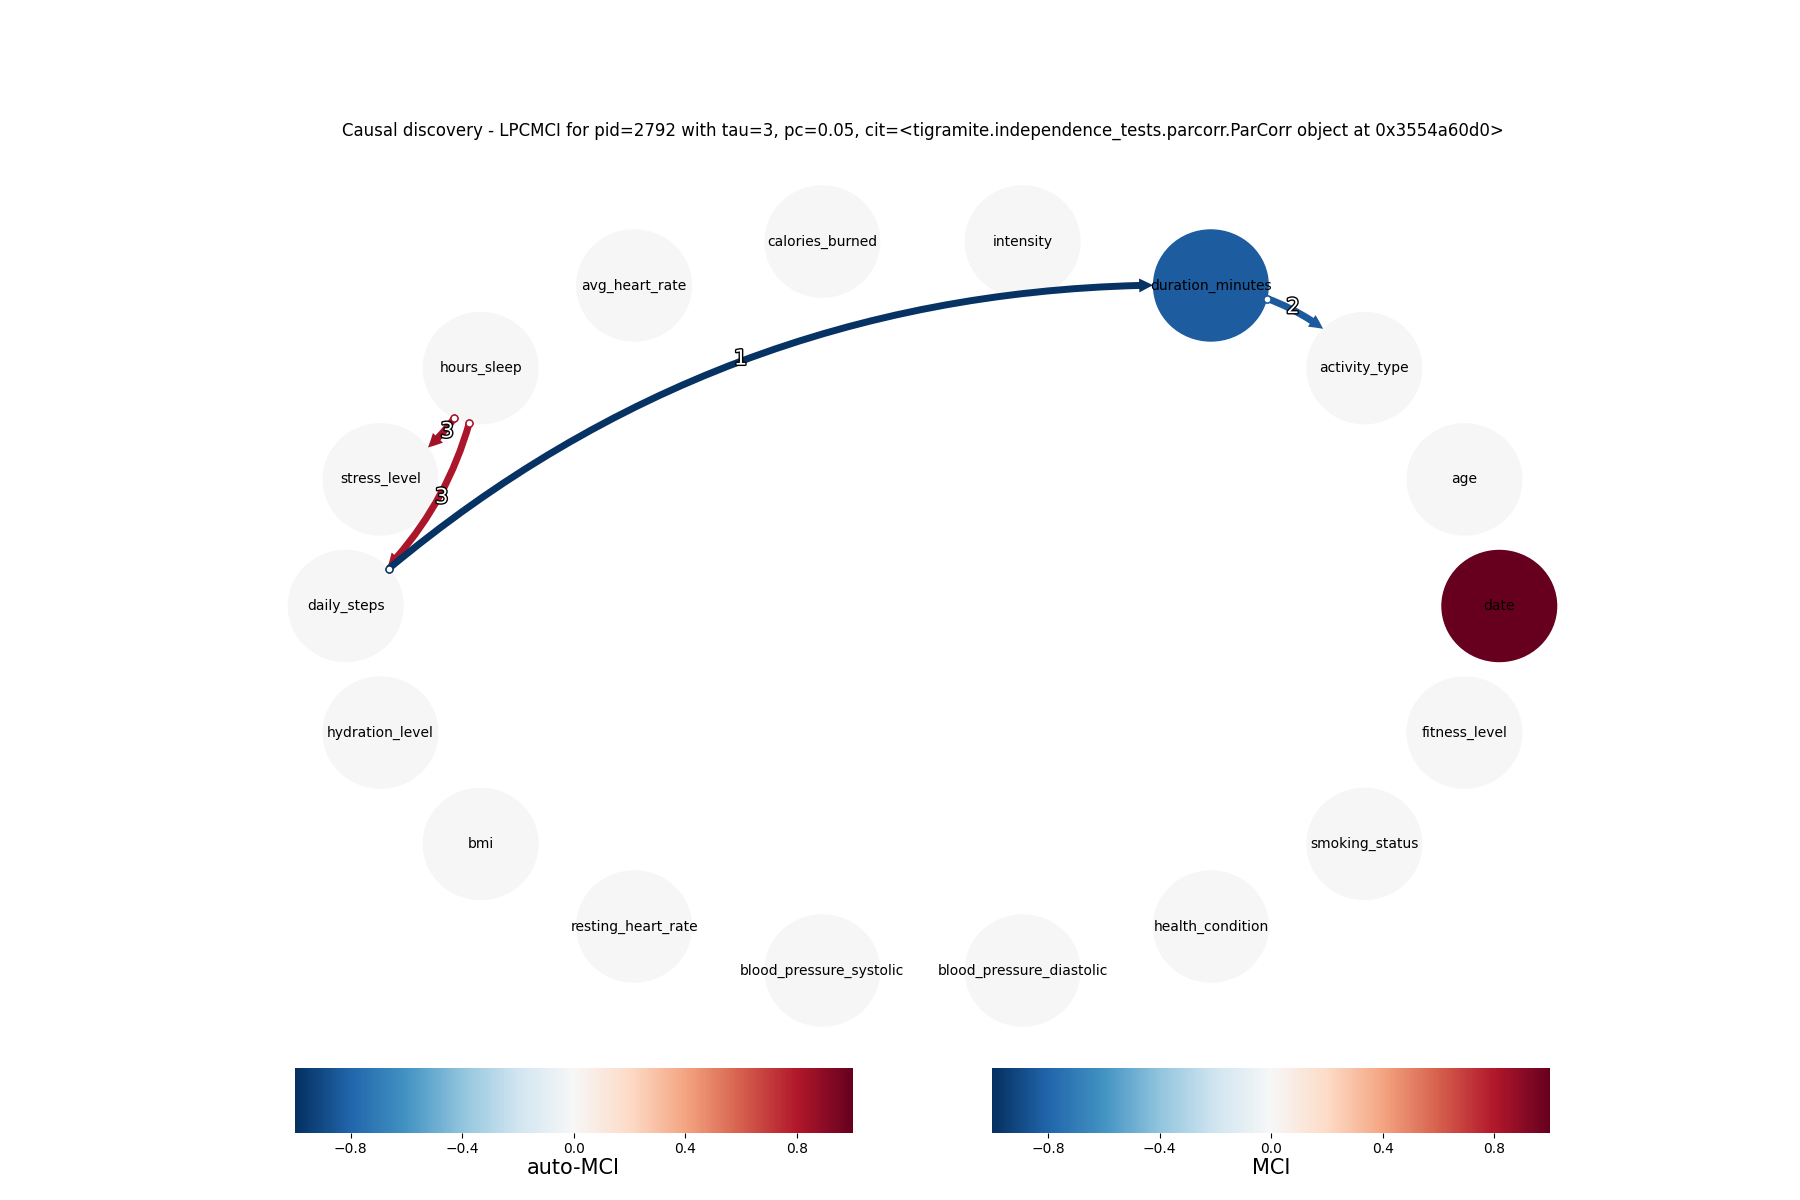 Causal discovery - LPCMCI for pid=2792 with tau=3, pc=0.05, cit=<tigramite.independence_tests.parcorr.ParCorr object at 0x3554a60d0>
calories_burned
intensity
avg_heart_rate
duration_minutes
2
1
hours_sleep
activity_type
3
stress_level
age
3
daily_steps
date
hydration_level
fitness_level
bmi
smoking_status
resting_heart_rate
health_condition
blood_pressure_systolic
blood_pressure_diastolic
−0.8 −0.4 0.0 0.4 0.8
auto-MCI
−0.8 −0.4 0.0 0.4 0.8
MCI